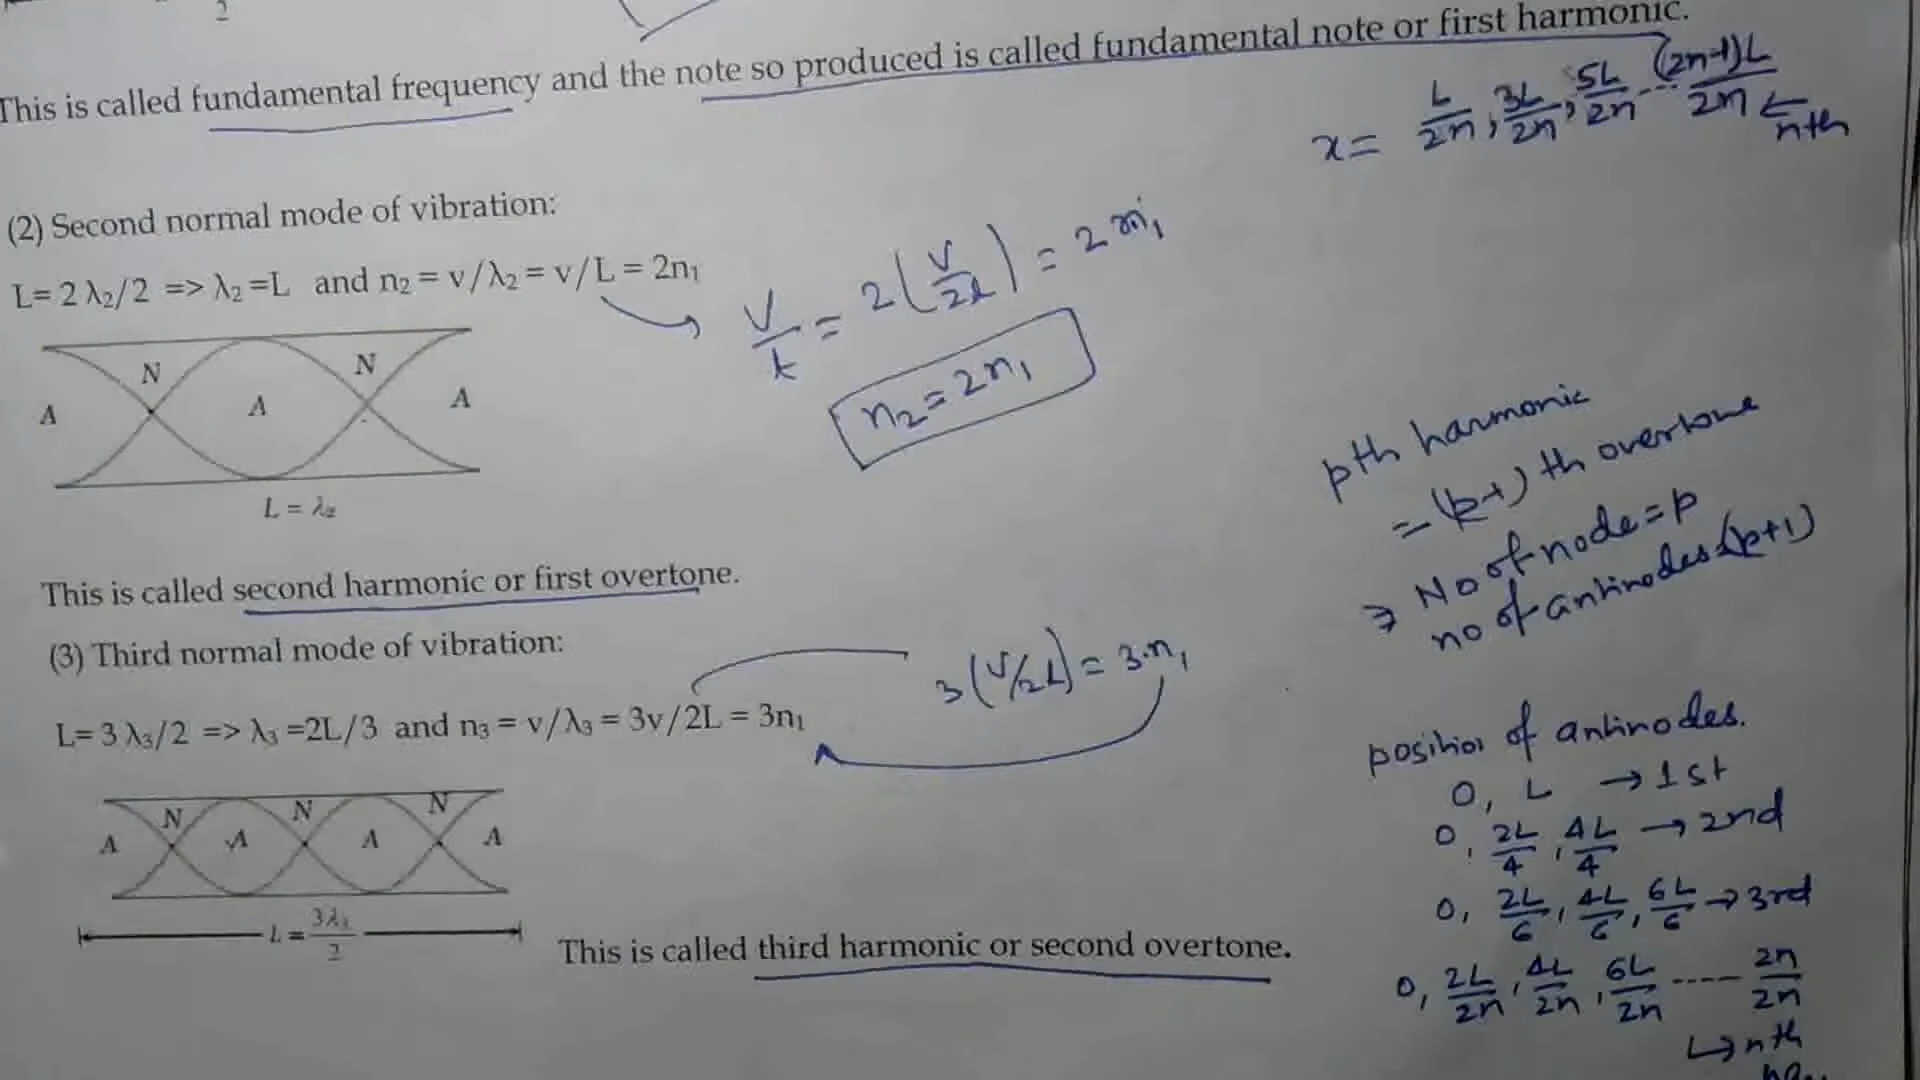 2
This is called fundamental frequency and the note so produced is called fundamental note or first harmonic.
x= L/2n, 3L/2n, 5L/2n ... (2n-1)L/2n ← nth
(2) Second normal mode of vibration:
L= 2 λ₂/2 => λ₂ =L and n₂ = v/λ₂ = v/L = 2n₁
V/L = 2(V/2L) = 2n₁
n₂ = 2n₁
N N
A A A
L = λ₂
pth harmonic
= (p-1)th overtone
⇒ No of node = p
no of antinodes (p+1)
This is called second harmonic or first overtone.
(3) Third normal mode of vibration:
L= 3 λ₃/2 => λ₃ =2L/3 and n₃ = v/λ₃ = 3v/2L = 3n₁
3(V/2L) = 3.n₁
N N N
A A A A
L = 3λ₃/2
This is called third harmonic or second overtone.
position of antinodes.
0, L → 1st
0, 2L/4, 4L/4 → 2nd
0, 2L/6, 4L/6, 6L/6 → 3rd
0, 2L/2n, 4L/2n, 6L/2n ----- 2n/2n
↳ nth